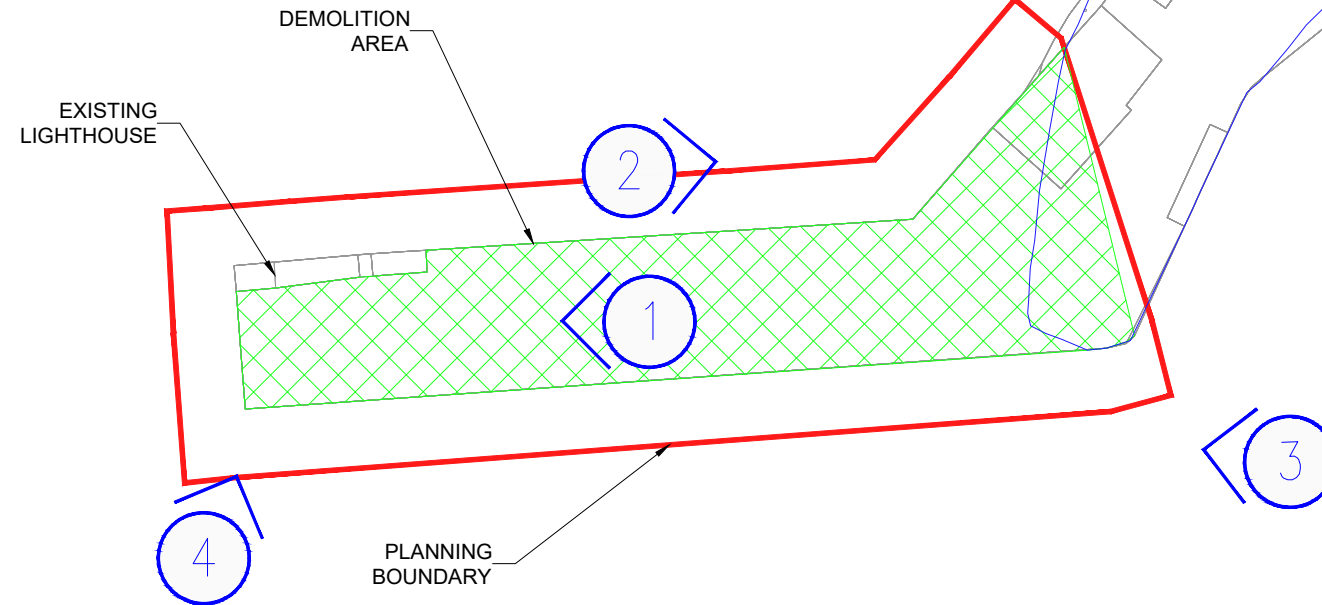 DEMOLITION
AREA
EXISTING
LIGHTHOUSE
2
1
3
4
PLANNING
BOUNDARY